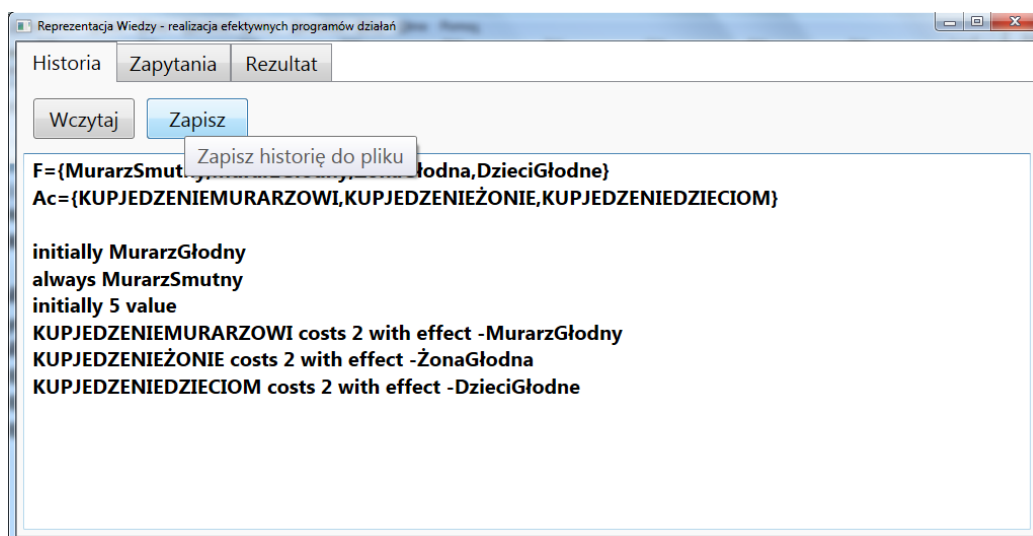 Reprezentacja Wiedzy - realizacja efektywnych programów działań
Historia Zapytania Rezultat
Wczytaj Zapisz
Zapisz historię do pliku
F={MurarzSmut łodna,DzieciGłodne}
Ac={KUPJEDZENIEMURARZOWI,KUPJEDZENIEŻONIE,KUPJEDZENIEDZIECIOM}
initially MurarzGłodny
always MurarzSmutny
initially 5 value
KUPJEDZENIEMURARZOWI costs 2 with effect -MurarzGłodny
KUPJEDZENIEŻONIE costs 2 with effect -ŻonaGłodna
KUPJEDZENIEDZIECIOM costs 2 with effect -DzieciGłodne